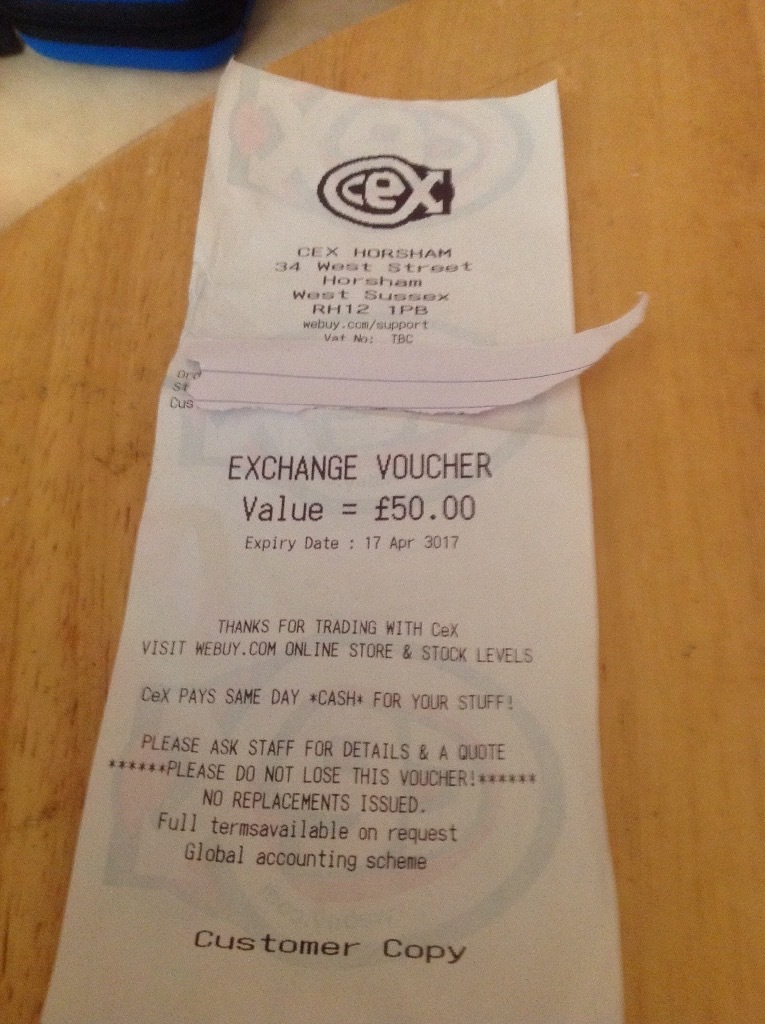 cex
CEX HORSHAM
34 West Street
Horsham
West Sussex
RH12 1PB
webuy.com/support
Vat No: TBC
Ord
St
Cus
EXCHANGE VOUCHER
Value = £50.00
Expiry Date : 17 Apr 3017
THANKS FOR TRADING WITH CeX
VISIT WEBUY.COM ONLINE STORE & STOCK LEVELS
CeX PAYS SAME DAY *CASH* FOR YOUR STUFF!
PLEASE ASK STAFF FOR DETAILS & A QUOTE
******PLEASE DO NOT LOSE THIS VOUCHER!******
NO REPLACEMENTS ISSUED.
Full termsavailable on request
Global accounting scheme
Customer Copy